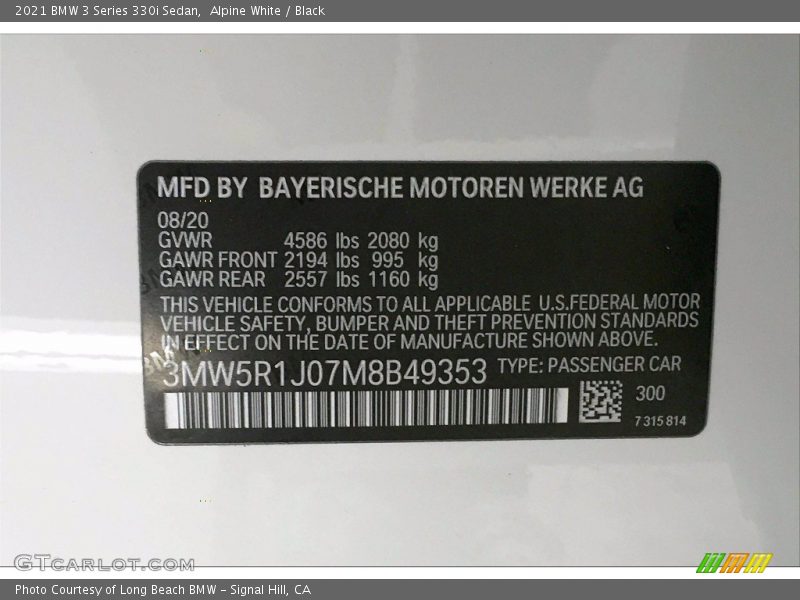 2021 BMW 3 Series 330i Sedan,  Alpine White / Black
MFD BY BAYERISCHE MOTOREN WERKE AG
08/20
GVWR 4586 lbs 2080 kg
GAWR FRONT 2194 lbs 995 kg
GAWR REAR 2557 lbs 1160 kg
THIS VEHICLE CONFORMS TO ALL APPLICABLE U.S.FEDERAL MOTOR
VEHICLE SAFETY, BUMPER AND THEFT PREVENTION STANDARDS
IN EFFECT ON THE DATE OF MANUFACTURE SHOWN ABOVE.
3MW5R1J07M8B49353 TYPE: PASSENGER CAR
300
7 315 814
GTCARLOT.COM
Photo Courtesy of Long Beach BMW - Signal Hill, CA